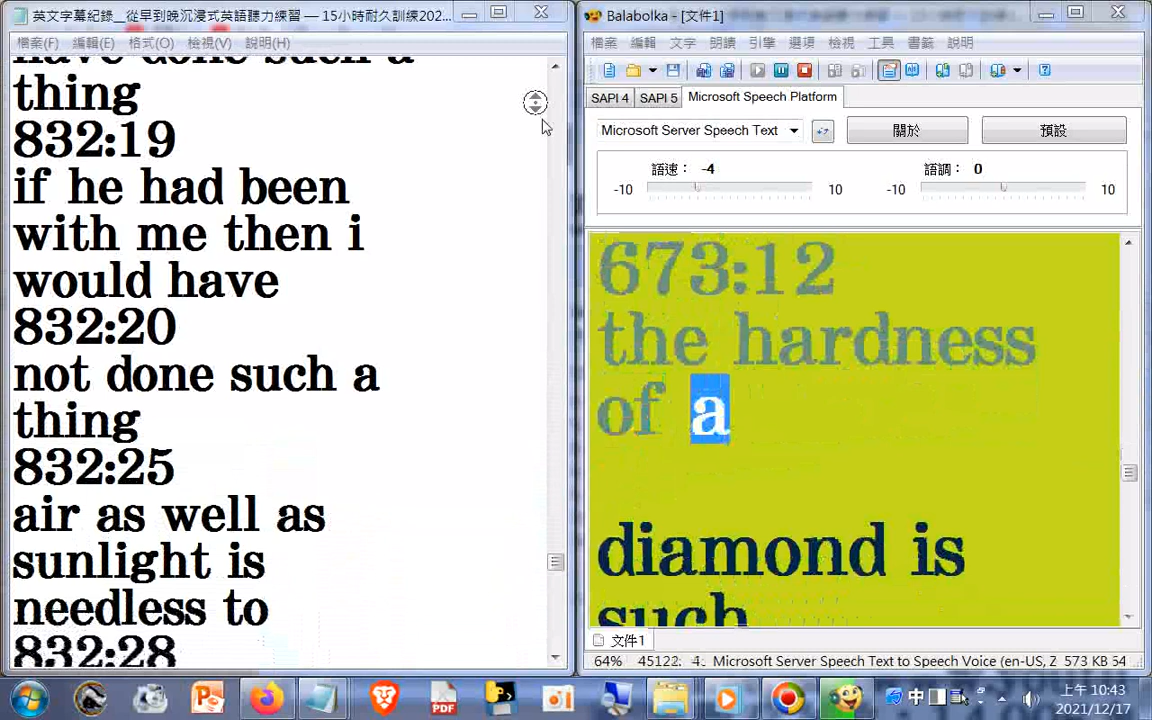 英文字幕紀錄__從早到晚沉浸式英語聽力練習 — 15小時耐久訓練202...
檔案(F) 編輯(E) 格式(O) 檢視(V) 說明(H)
have done such a
thing
832:19
if he had been
with me then i
would have
832:20
not done such a
thing
832:25
air as well as
sunlight is
needless to
832:28
Balabolka - [文件1]
檔案 編輯 文字 朗讀 引擎 選項 檢視 工具 書籤 說明
SAPI 4 SAPI 5 Microsoft Speech Platform
Microsoft Server Speech Text 關於 預設
語速： -4 語調： 0
-10 10 -10 10
673:12
the hardness
of a
diamond is
such
文件1
64% 45122. Microsoft Server Speech Text to Speech Voice (en-US, Z 573 KB 54
PDF 中 上午 10:43
2021/12/17